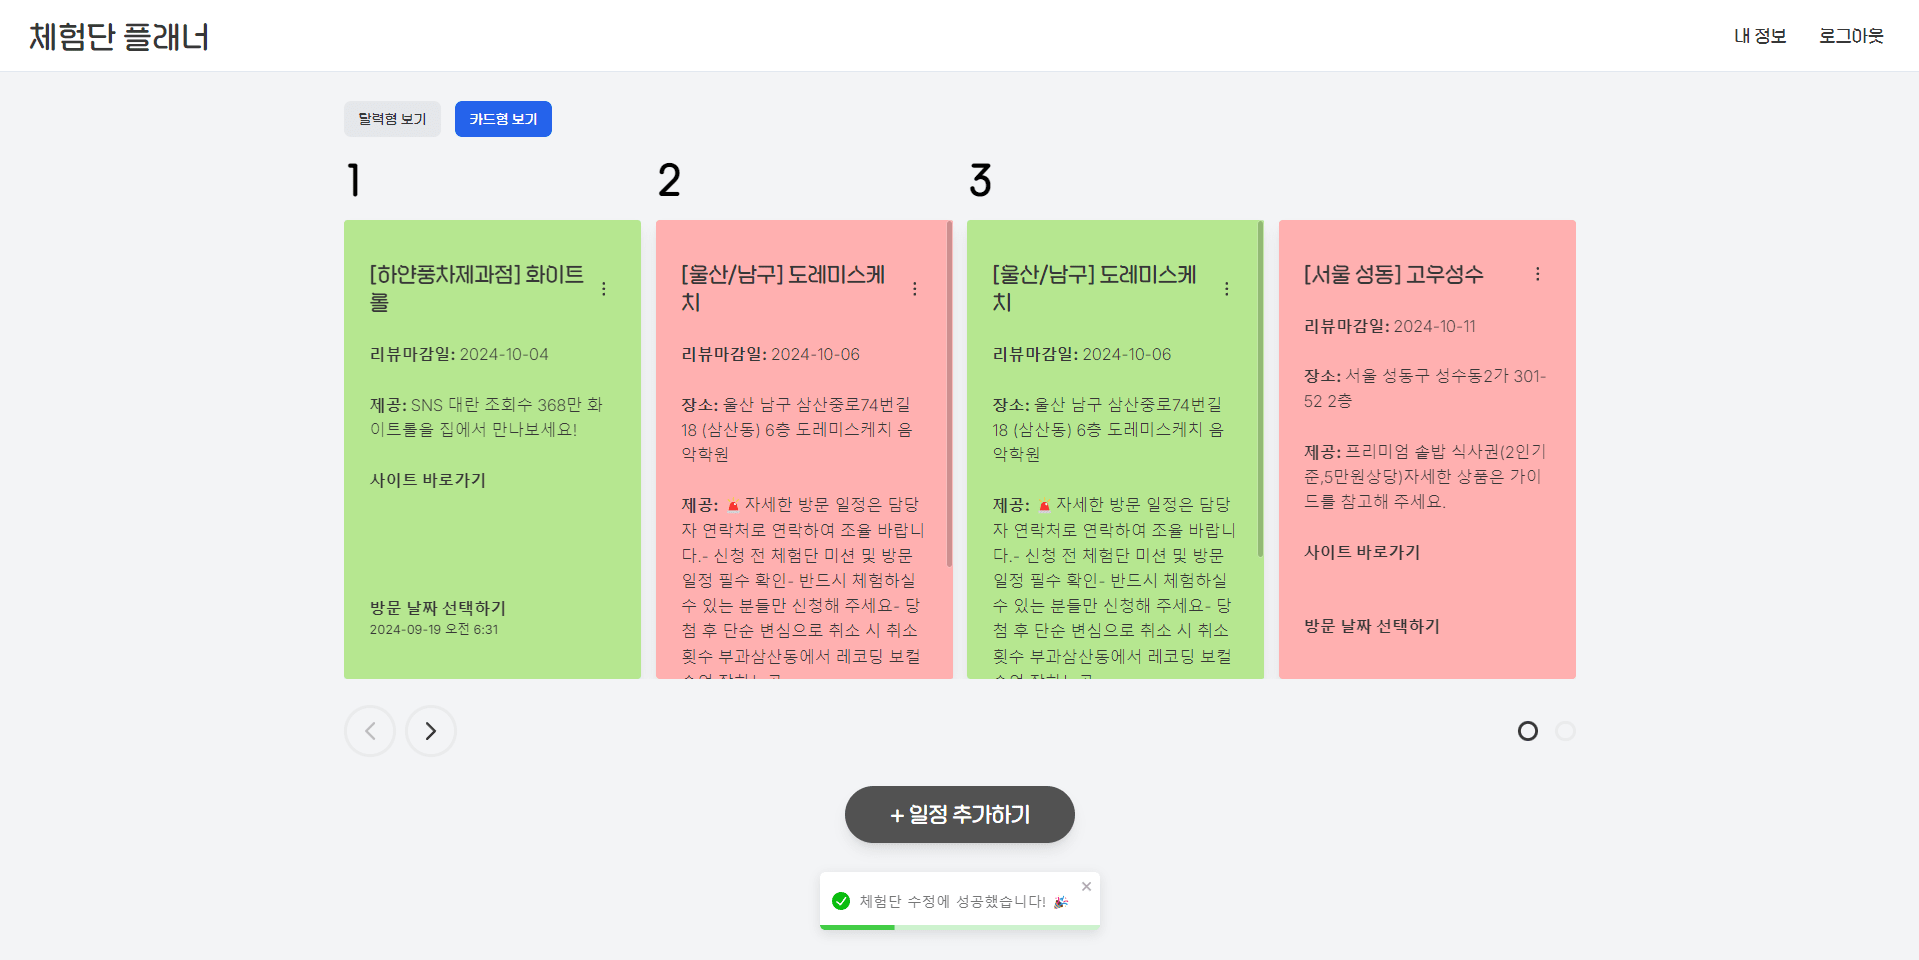 체험단 플래너
내 정보
로그아웃
달력형 보기
카드형 보기
1
2
3
[하얀풍차제과점] 화이트
롤
리뷰마감일: 2024-10-04
제공: SNS 대란 조회수 368만 화
이트롤을 집에서 만나보세요!
사이트 바로가기
방문 날짜 선택하기
2024-09-19 오전 6:31
[울산/남구] 도레미스케
치
리뷰마감일: 2024-10-06
장소: 울산 남구 삼산중로74번길
18 (삼산동) 6층 도레미스케치 음
악학원
제공: 🚨 자세한 방문 일정은 담당
자 연락처로 연락하여 조율 바랍니
다.- 신청 전 체험단 미션 및 방문
일정 필수 확인- 반드시 체험하실
수 있는 분들만 신청해 주세요- 당
첨 후 단순 변심으로 취소 시 취소
횟수 부과삼산동에서 레코딩 보컬
[울산/남구] 도레미스케
치
리뷰마감일: 2024-10-06
장소: 울산 남구 삼산중로74번길
18 (삼산동) 6층 도레미스케치 음
악학원
제공: 🚨 자세한 방문 일정은 담당
자 연락처로 연락하여 조율 바랍니
다.- 신청 전 체험단 미션 및 방문
일정 필수 확인- 반드시 체험하실
수 있는 분들만 신청해 주세요- 당
첨 후 단순 변심으로 취소 시 취소
횟수 부과삼산동에서 레코딩 보컬
[서울 성동] 고우성수
리뷰마감일: 2024-10-11
장소: 서울 성동구 성수동2가 301-
52 2층
제공: 프리미엄 솥밥 식사권(2인기
준,5만원상당)자세한 상품은 가이
드를 참고해 주세요.
사이트 바로가기
방문 날짜 선택하기
+ 일정 추가하기
체험단 수정에 성공했습니다! 🎉